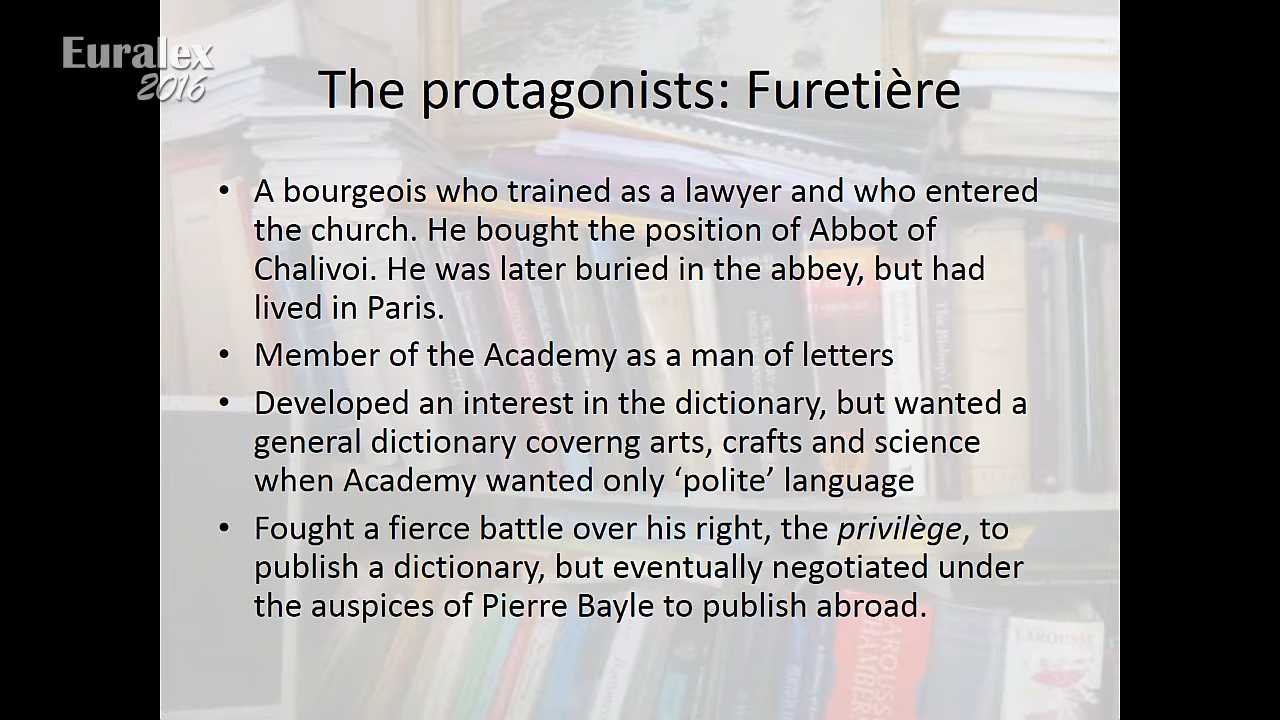 Euralex
2016
The protagonists: Furetière
• A bourgeois who trained as a lawyer and who entered
the church. He bought the position of Abbot of
Chalivoi. He was later buried in the abbey, but had
lived in Paris.
• Member of the Academy as a man of letters
• Developed an interest in the dictionary, but wanted a
general dictionary coverng arts, crafts and science
when Academy wanted only ‘polite’ language
• Fought a fierce battle over his right, the privilège, to
publish a dictionary, but eventually negotiated under
the auspices of Pierre Bayle to publish abroad.